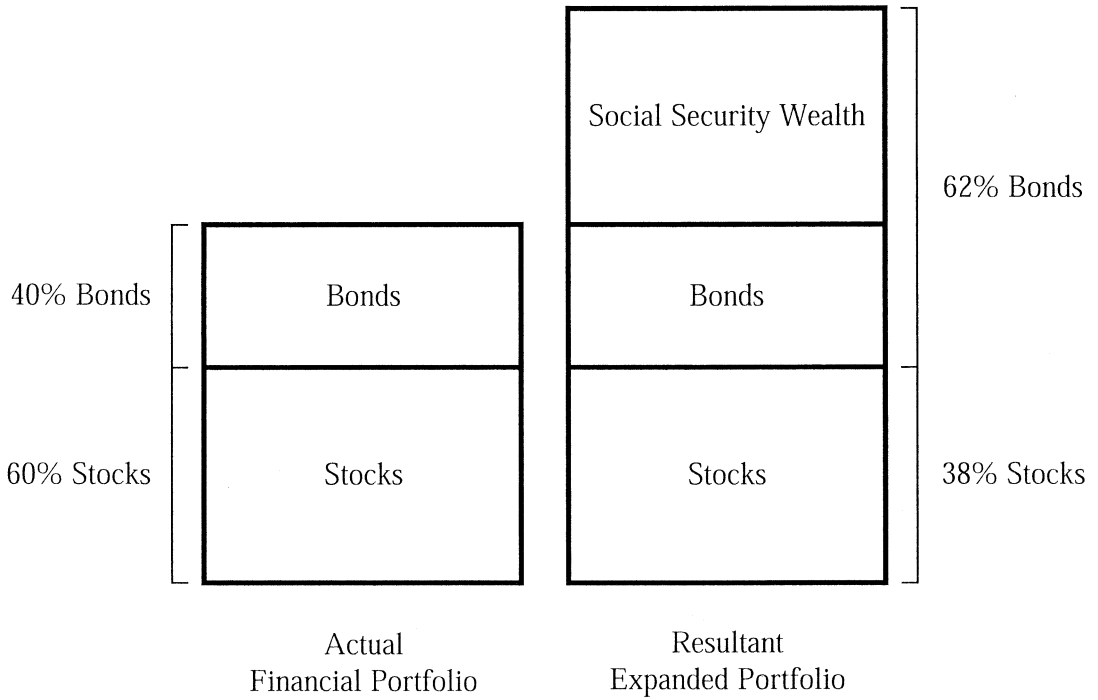 Social Security Wealth
62% Bonds
40% Bonds
Bonds
Bonds
60% Stocks
Stocks
Stocks
38% Stocks
Actual
Financial Portfolio
Resultant
Expanded Portfolio